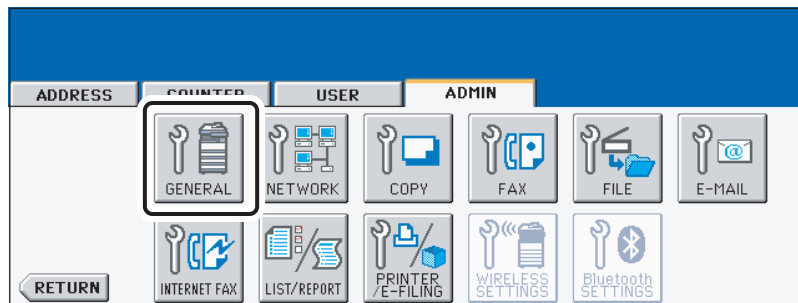 ADDRESS COUNTER USER ADMIN
GENERAL NETWORK COPY FAX FILE E-MAIL
@
INTERNET FAX LIST/REPORT PRINTER
/E-FILING WIRELESS
SETTINGS Bluetooth
SETTINGS
RETURN